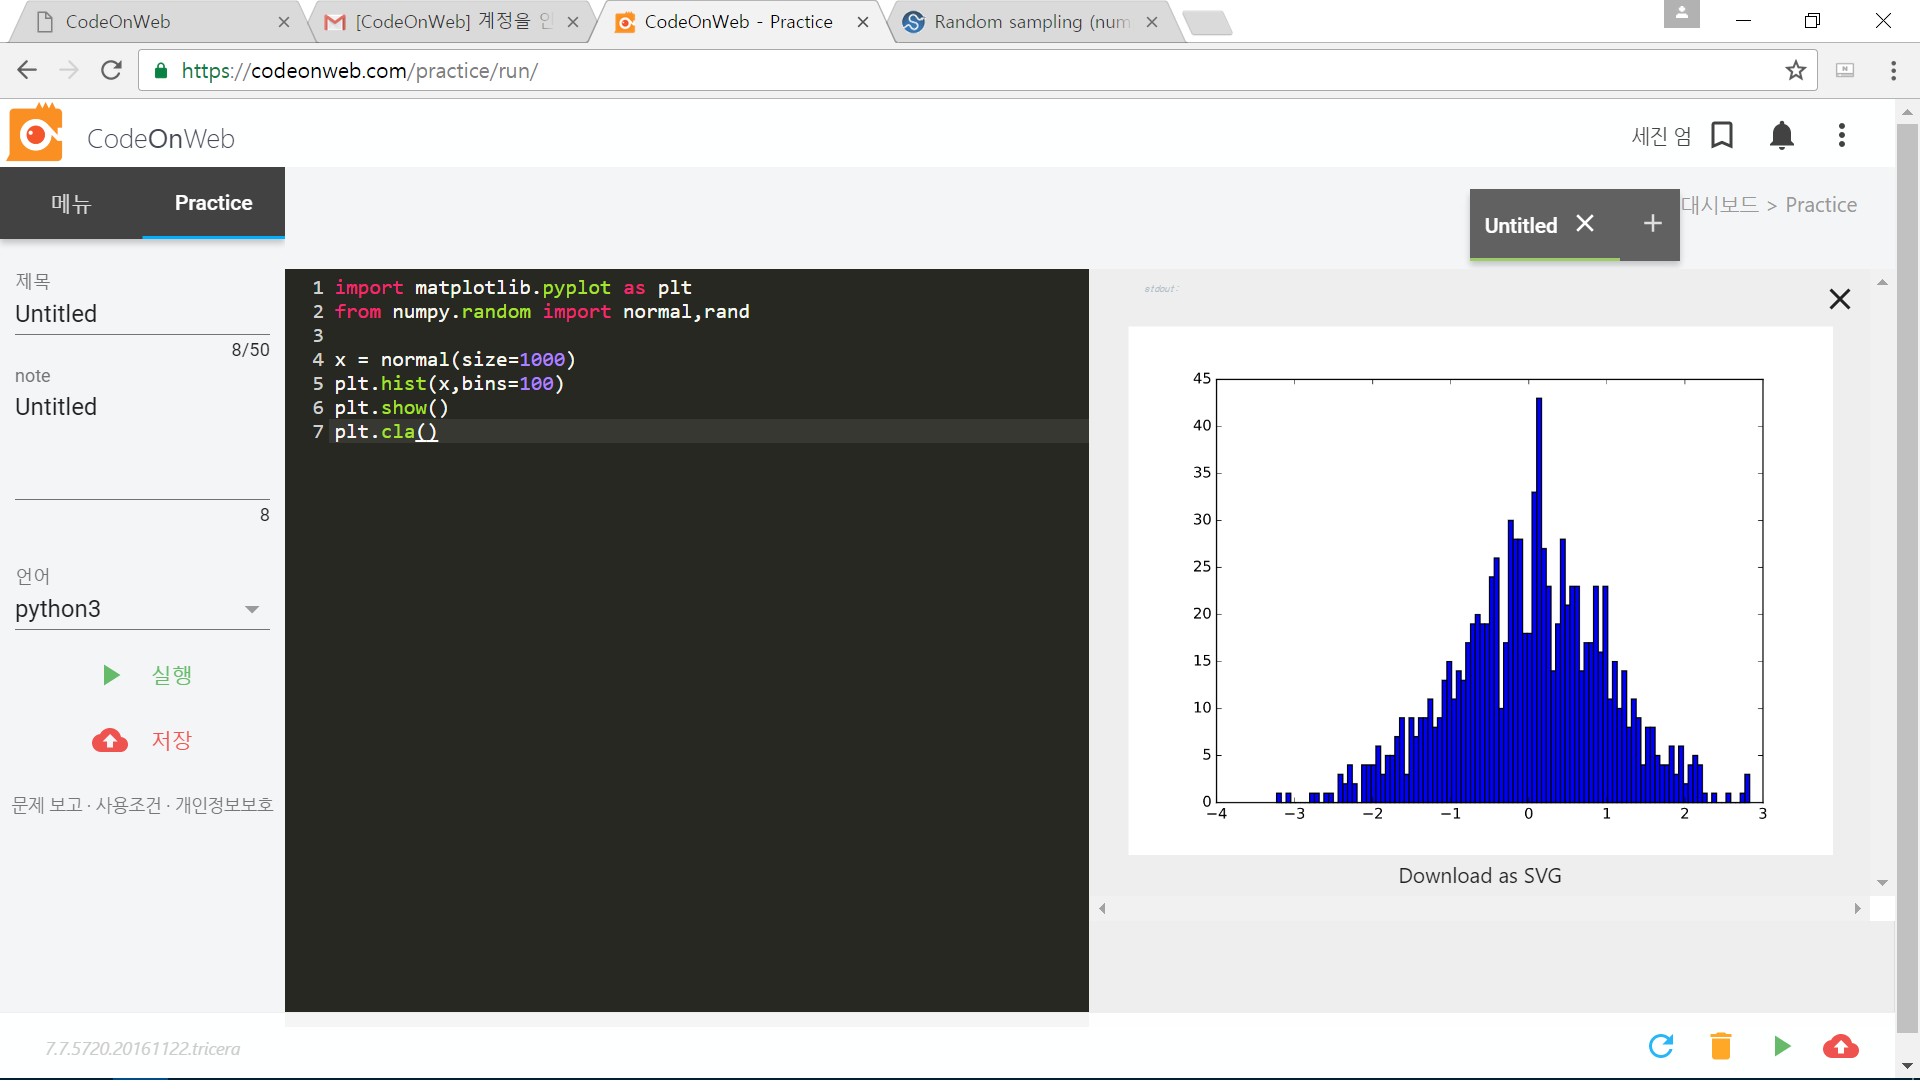 CodeOnWeb
[CodeOnWeb] 계정을 인
CodeOnWeb - Practice
Random sampling (num
https://codeonweb.com/practice/run/
CodeOnWeb
세진 엄
메뉴
Practice
Untitled
대시보드 > Practice
제목
Untitled
8/50
note
Untitled
8
언어
python3
실행
저장
문제 보고 · 사용조건 · 개인정보보호
1 import matplotlib.pyplot as plt
2 from numpy.random import normal,rand
3
4 x = normal(size=1000)
5 plt.hist(x,bins=100)
6 plt.show()
7 plt.cla()
stdout:
45
40
35
30
25
20
15
10
5
0
−4 −3 −2 −1 0 1 2 3
Download as SVG
7.7.5720.20161122.tricera